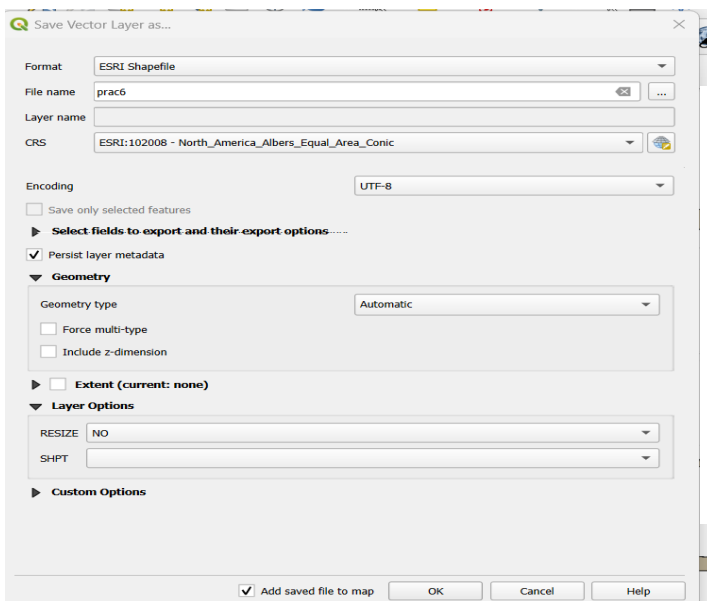 Save Vector Layer as...
Format ESRI Shapefile
File name prac6 ...
Layer name
CRS ESRI:102008 - North_America_Albers_Equal_Area_Conic
Encoding UTF-8
Save only selected features
Select fields to export and their export options
Persist layer metadata
Geometry
Geometry type Automatic
Force multi-type
Include z-dimension
Extent (current: none)
Layer Options
RESIZE NO
SHPT
Custom Options
Add saved file to map OK Cancel Help